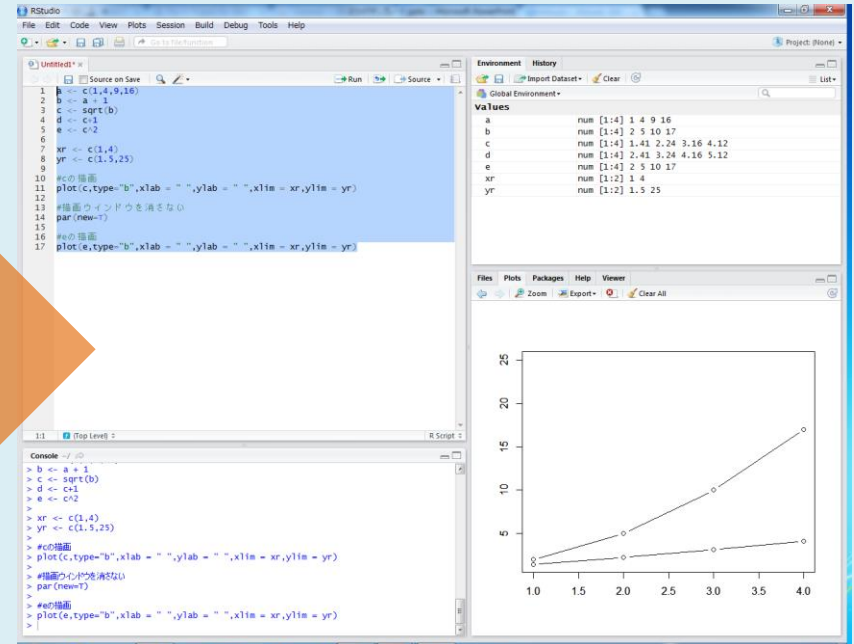 RStudio
File Edit Code View Plots Session Build Debug Tools Help
Go to file/function
Project: (None)
Untitled1* ×
Source on Save
Run
Source
1 a <- c(1,4,9,16)
2 b <- a + 1
3 c <- sqrt(b)
4 d <- c+1
5 e <- c^2
6
7 xr <- c(1,4)
8 yr <- c(1.5,25)
9
10 #cの描画
11 plot(c,type="b",xlab = " ",ylab = " ",xlim = xr,ylim = yr)
12
13 #描画ウインドウを消さない
14 par(new=T)
15
16 #eの描画
17 plot(e,type="b",xlab = " ",ylab = " ",xlim = xr,ylim = yr)
1:1 (Top Level) R Script
Console ~/
> b <- a + 1
> c <- sqrt(b)
> d <- c+1
> e <- c^2
>
> xr <- c(1,4)
> yr <- c(1.5,25)
>
> #cの描画
> plot(c,type="b",xlab = " ",ylab = " ",xlim = xr,ylim = yr)
>
> #描画ウインドウを消さない
> par(new=T)
>
> #eの描画
> plot(e,type="b",xlab = " ",ylab = " ",xlim = xr,ylim = yr)
>
Environment History
Import Dataset Clear
List
Global Environment
Values
a num [1:4] 1 4 9 16
b num [1:4] 2 5 10 17
c num [1:4] 1.41 2.24 3.16 4.12
d num [1:4] 2.41 3.24 4.16 5.12
e num [1:4] 2 5 10 17
xr num [1:2] 1 4
yr num [1:2] 1.5 25
Files Plots Packages Help Viewer
Zoom Export Clear All
25
20
15
10
5
1.0 1.5 2.0 2.5 3.0 3.5 4.0